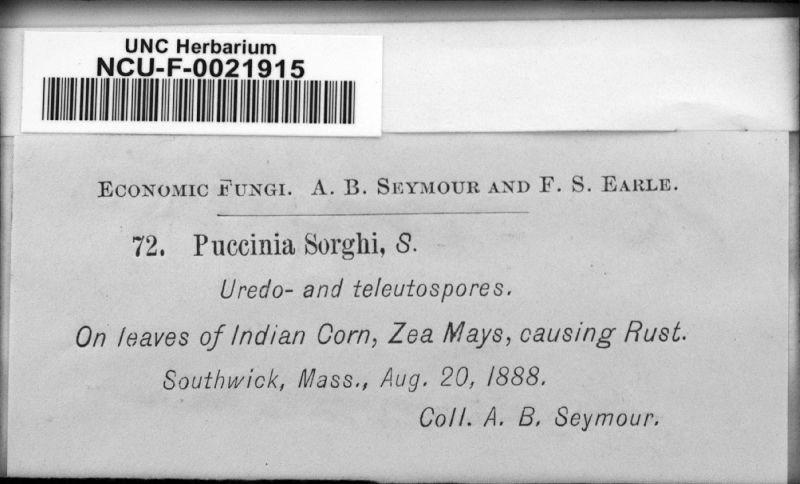 UNC Herbarium
NCU-F-0021915
Economic Fungi. A. B. Seymour and F. S. Earle.
72. Puccinia Sorghi, S.
Uredo- and teleutospores.
On leaves of Indian Corn, Zea Mays, causing Rust.
Southwick, Mass., Aug. 20, 1888.
Coll. A. B. Seymour.